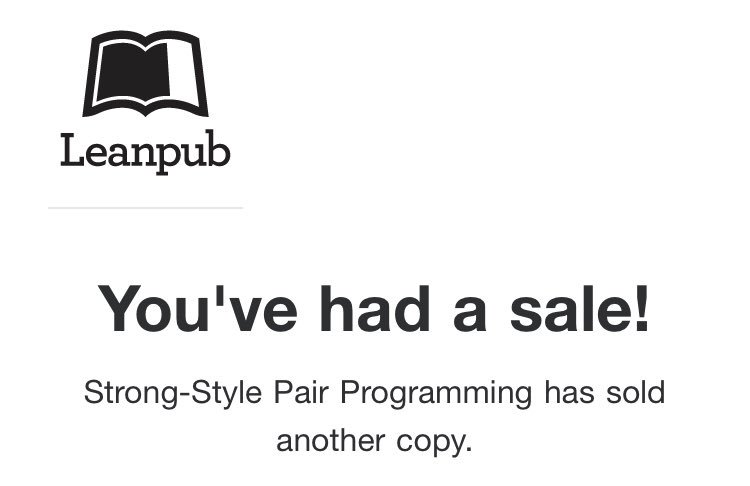 Leanpub
You've had a sale!
Strong-Style Pair Programming has sold
another copy.